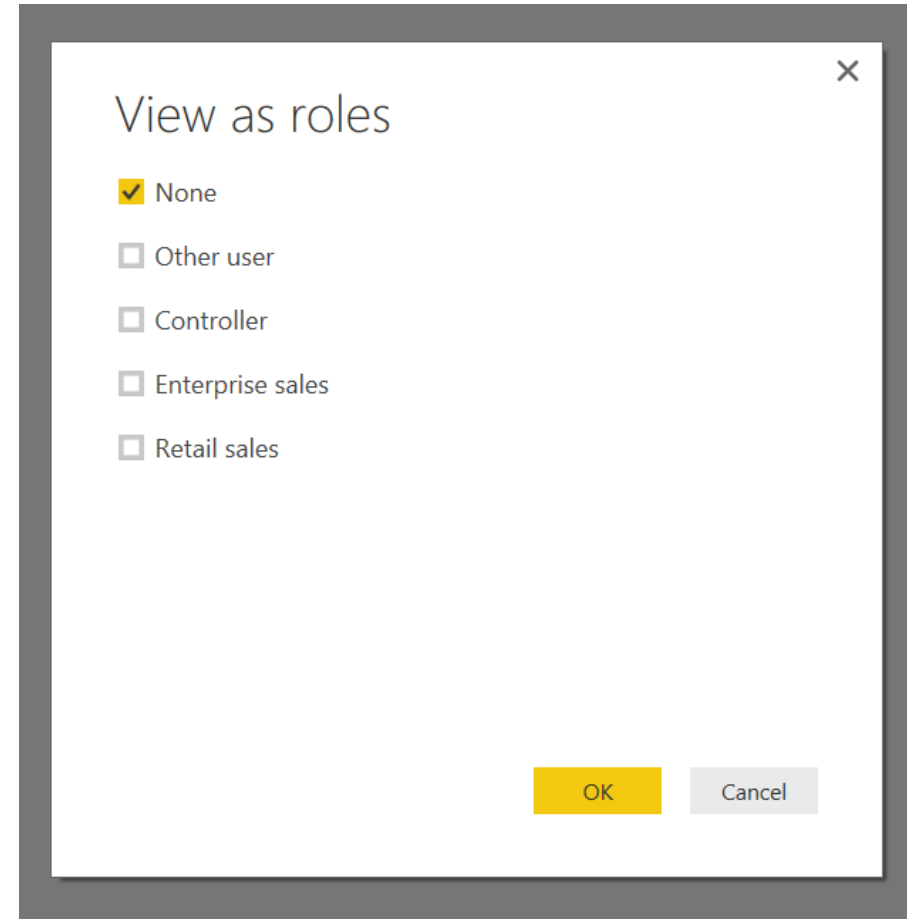 View as roles
None
Other user
Controller
Enterprise sales
Retail sales
OK
Cancel